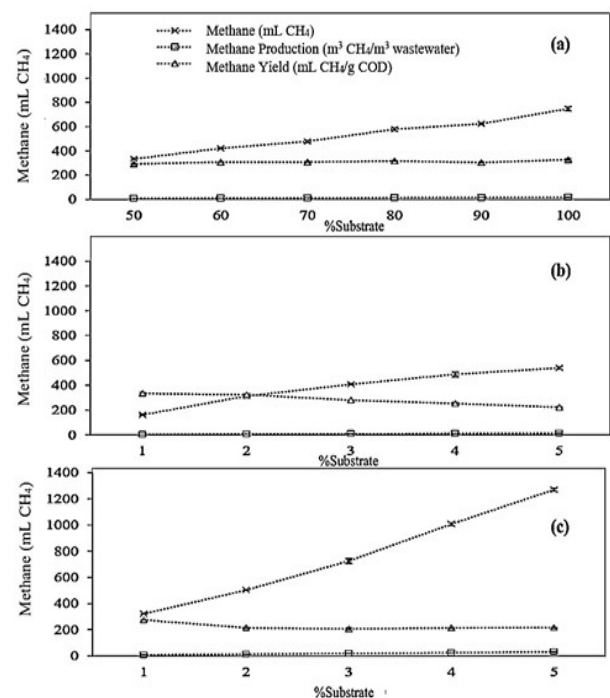 1400
1200
1000
800
600
400
200
0
Methane (mL CH₄)
Methane (mL CH₄)
Methane Production (m³ CH₄/m³ wastewater)
Methane Yield (mL CH₄/g COD)
(a)
50 60 70 80 90 100
%Substrate
1400
1200
1000
800
600
400
200
0
Methane (mL CH₄)
(b)
1 2 3 4 5
%Substrate
1400
1200
1000
800
600
400
200
0
Methane (mL CH₄)
(c)
1 2 3 4 5
%Substrate